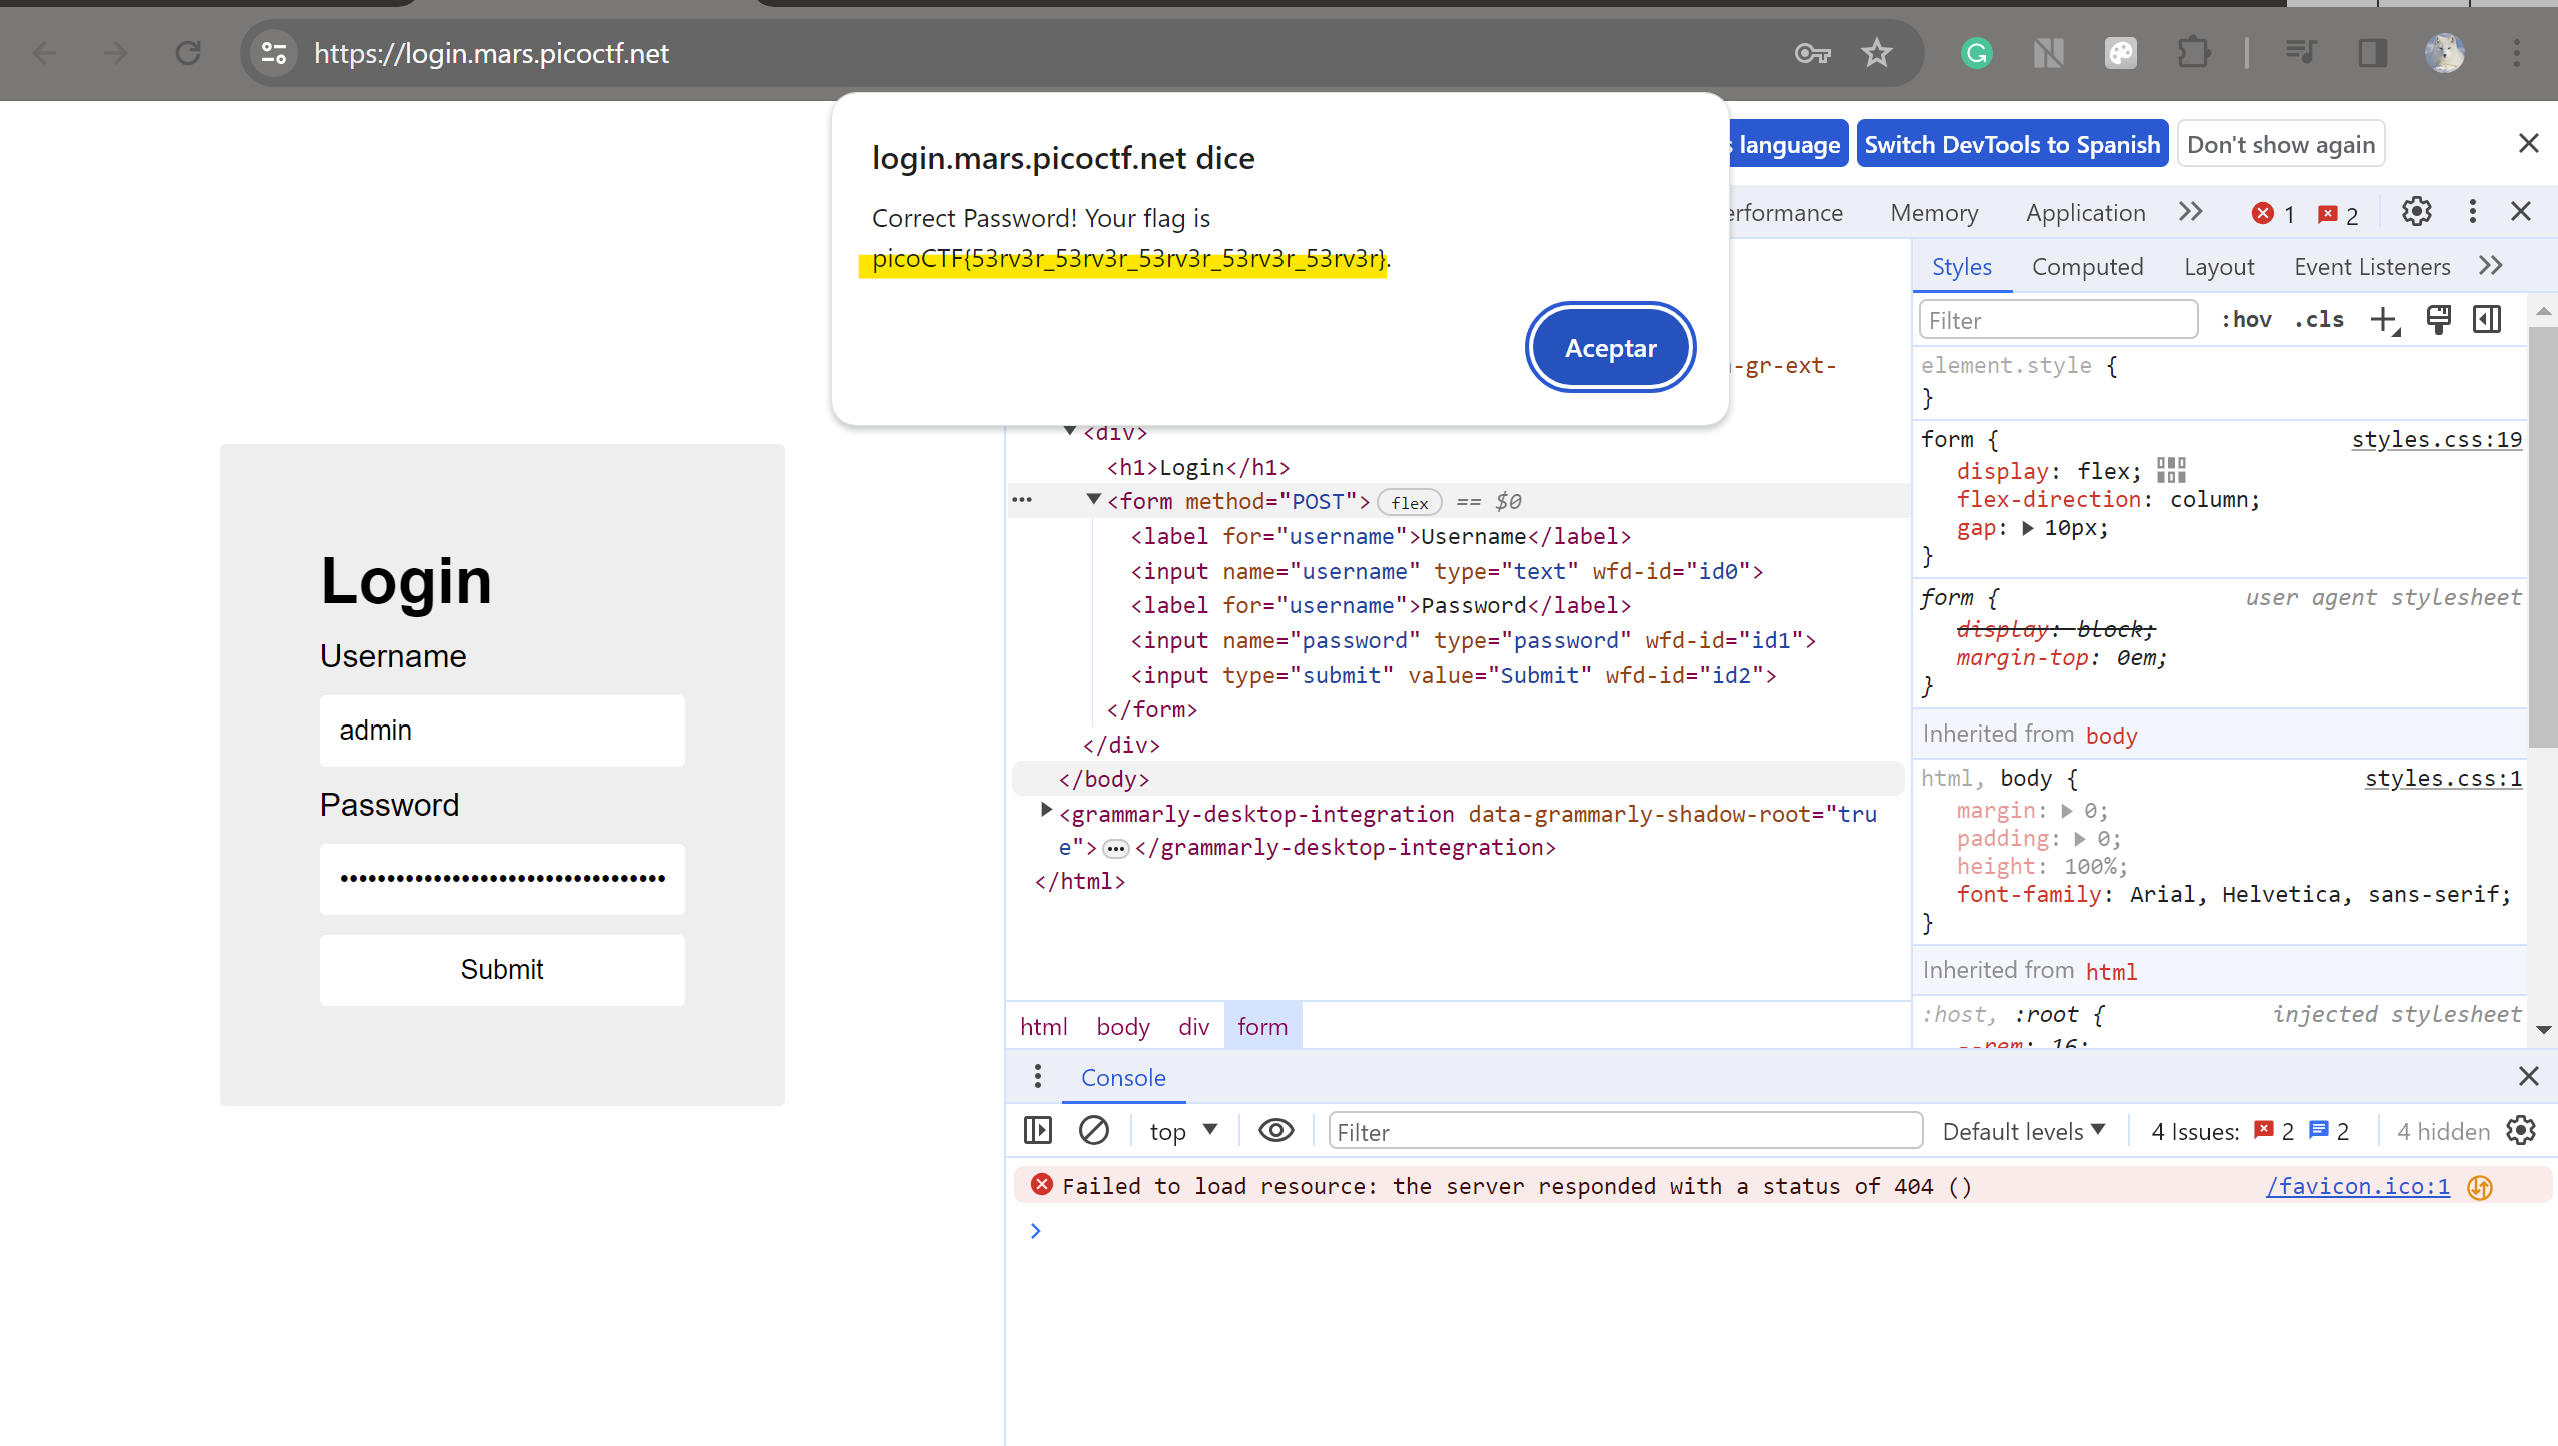 https://login.mars.picoctf.net
login.mars.picoctf.net dice
Correct Password! Your flag is
picoCTF{53rv3r_53rv3r_53rv3r_53rv3r_53rv3r}.
Aceptar
language
Switch DevTools to Spanish
Don't show again
erformance
Memory
Application
1
2
-gr-ext-
<div>
<h1>Login</h1>
<form method="POST"> flex == $0
<label for="username">Username</label>
<input name="username" type="text" wfd-id="id0">
<label for="username">Password</label>
<input name="password" type="password" wfd-id="id1">
<input type="submit" value="Submit" wfd-id="id2">
</form>
</div>
</body>
<grammarly-desktop-integration data-grammarly-shadow-root="tru
e">…</grammarly-desktop-integration>
</html>
html body div form
Login
Username
admin
Password
Submit
Styles Computed Layout Event Listeners
Filter :hov .cls
element.style {
}
form { styles.css:19
display: flex;
flex-direction: column;
gap: 10px;
}
form { user agent stylesheet
display: block;
margin-top: 0em;
}
Inherited from body
html, body { styles.css:1
margin: 0;
padding: 0;
height: 100%;
font-family: Arial, Helvetica, sans-serif;
}
Inherited from html
:host, :root { injected stylesheet
--rem: 16;
Console
top Filter Default levels 4 Issues: 2 2 4 hidden
Failed to load resource: the server responded with a status of 404 () /favicon.ico:1